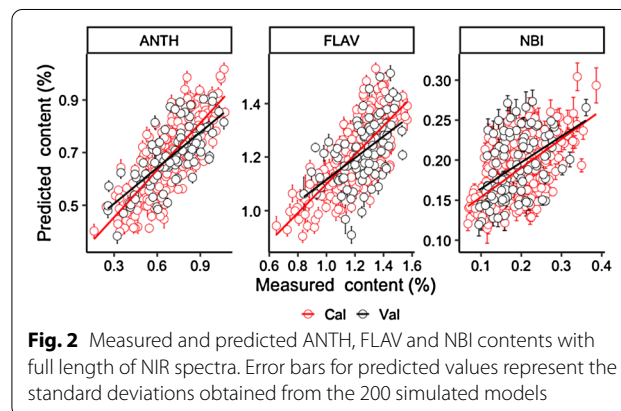 ANTH FLAV NBI
Predicted content (%)
0.9
0.7
0.5
1.4
1.2
1.0
0.30
0.25
0.20
0.15
0.10
0.3 0.6 0.9 0.6 0.8 1.0 1.2 1.4 1.6 0.1 0.2 0.3 0.4
Measured content (%)
Cal Val
Fig. 2 Measured and predicted ANTH, FLAV and NBI contents with
full length of NIR spectra. Error bars for predicted values represent the
standard deviations obtained from the 200 simulated models